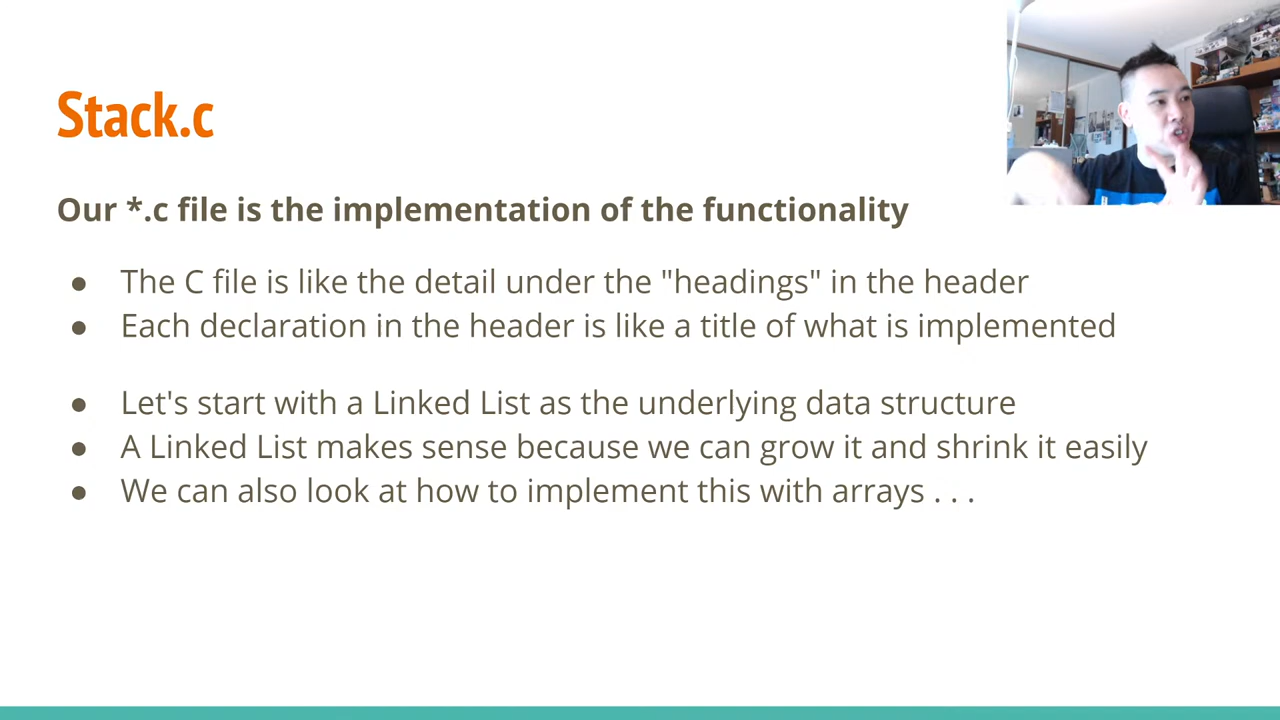 Stack.c
Our *.c file is the implementation of the functionality
● The C file is like the detail under the "headings" in the header
● Each declaration in the header is like a title of what is implemented
● Let's start with a Linked List as the underlying data structure
● A Linked List makes sense because we can grow it and shrink it easily
● We can also look at how to implement this with arrays . . .